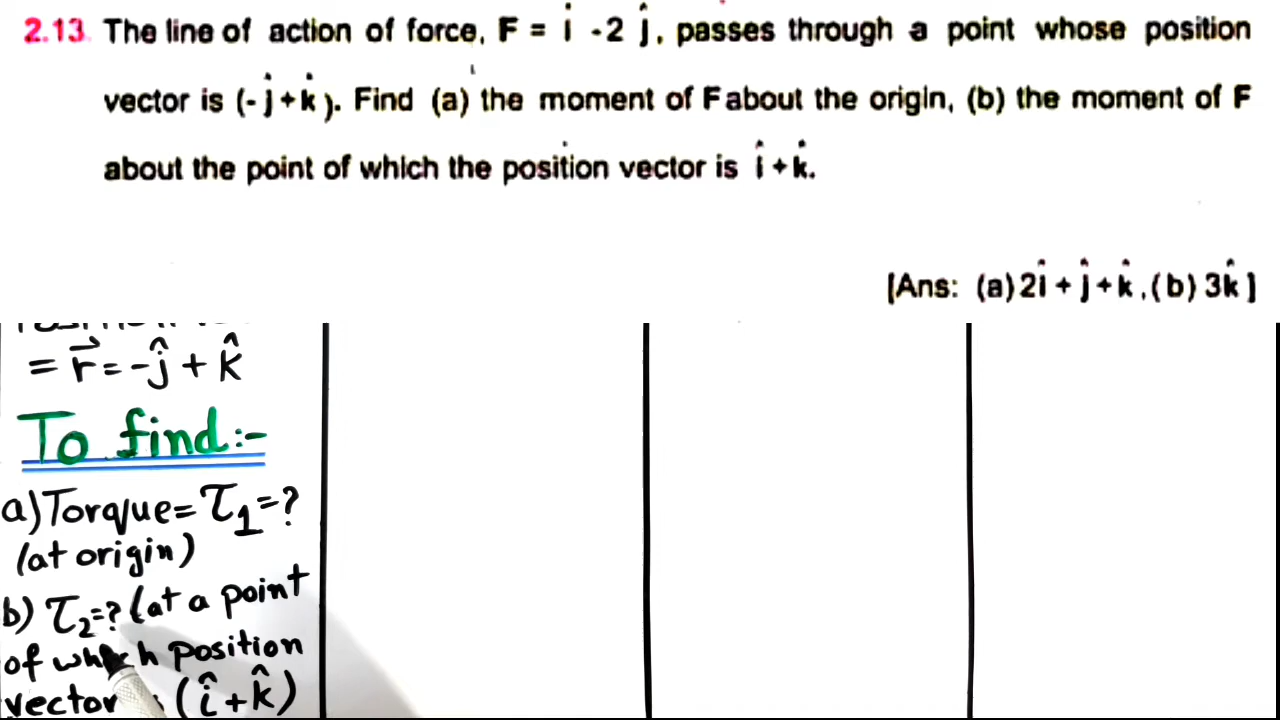 2.13. The line of action of force, F = î - 2 ĵ, passes through a point whose position
vector is (-ĵ + k̂). Find (a) the moment of F about the origin, (b) the moment of F
about the point of which the position vector is î + k̂.
[Ans: (a) 2î + ĵ + k̂, (b) 3k̂]
= r⃗ = -ĵ + k̂
To find:-
a) Torque = τ₁ = ?
(at origin)
b) τ₂ = ? (at a point
of which position
vector (î + k̂)